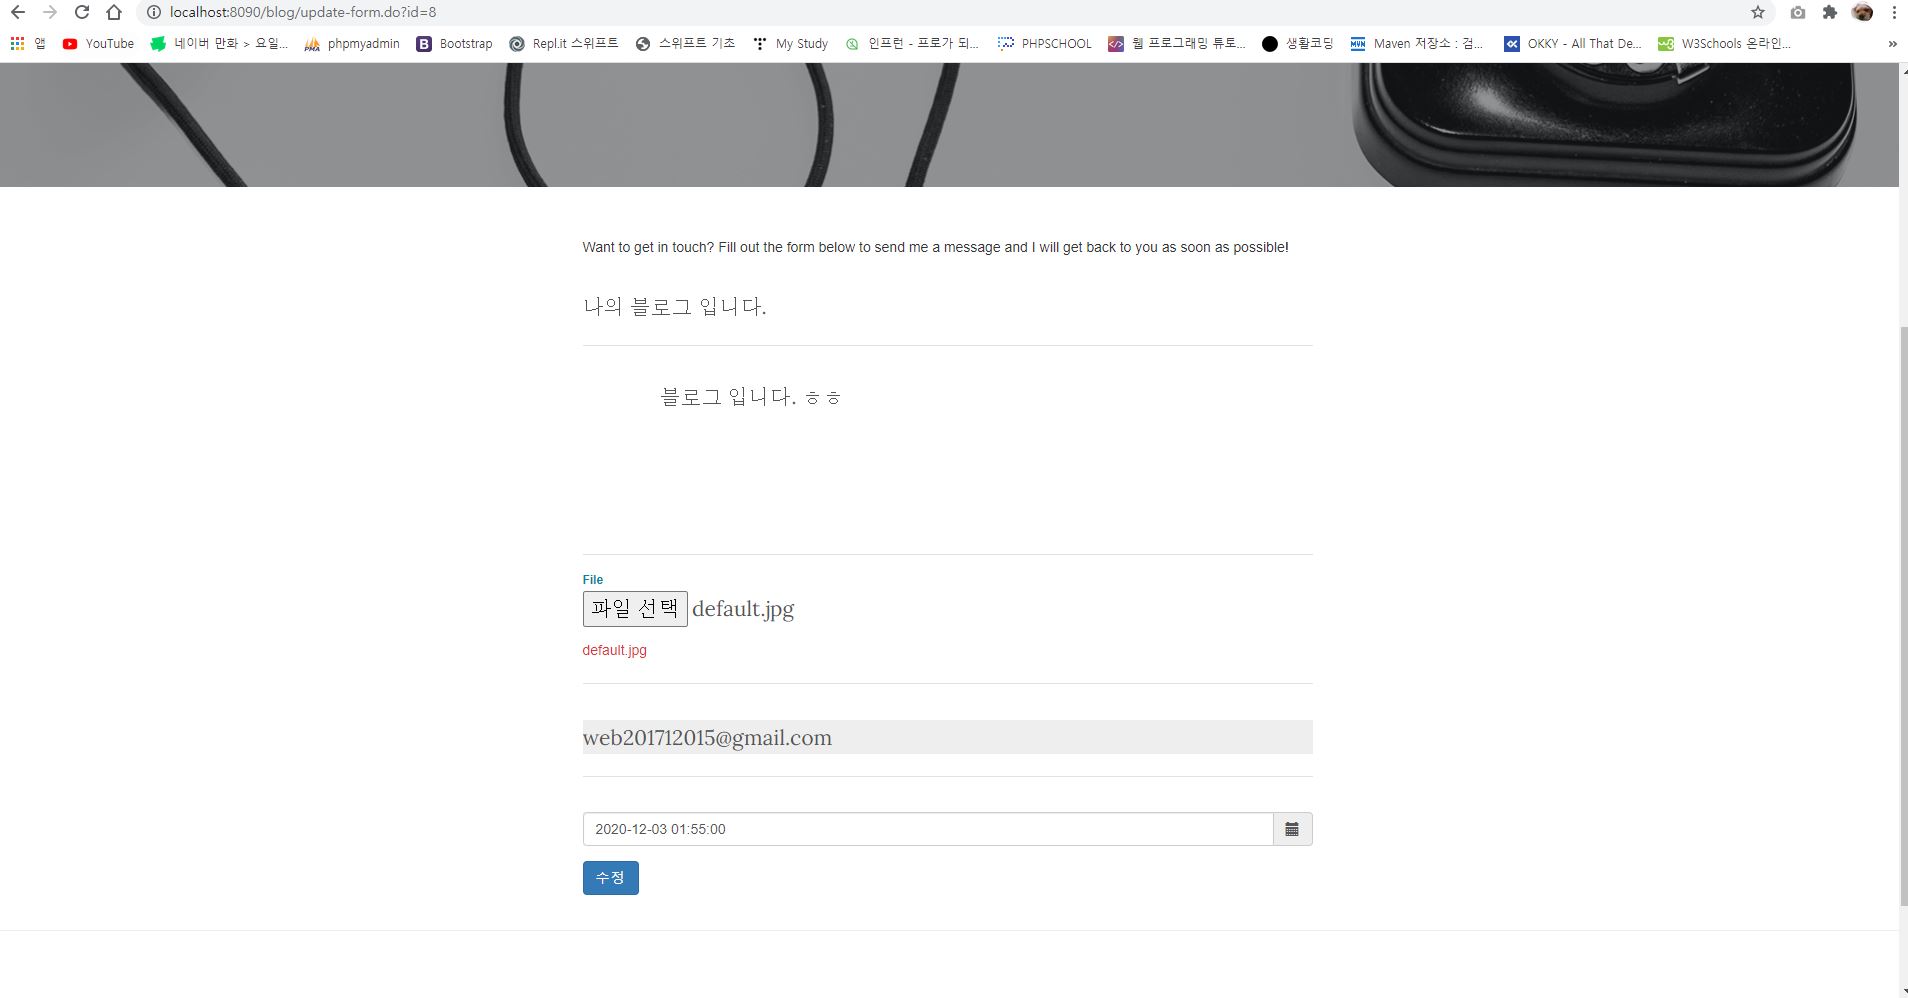 localhost:8090/blog/update-form.do?id=8
앱 YouTube 네이버 만화 > 요일... phpmyadmin Bootstrap Repl.it 스위프트 스위프트 기초 My Study 인프런 - 프로가 되... PHPSCHOOL 웹 프로그래밍 튜토... 생활코딩 Maven 저장소 : 검... OKKY - All That De... W3Schools 온라인... »
Want to get in touch? Fill out the form below to send me a message and I will get back to you as soon as possible!
나의 블로그 입니다.
블로그 입니다. ㅎㅎ
File
파일 선택 default.jpg
default.jpg
web201712015@gmail.com
2020-12-03 01:55:00
수정